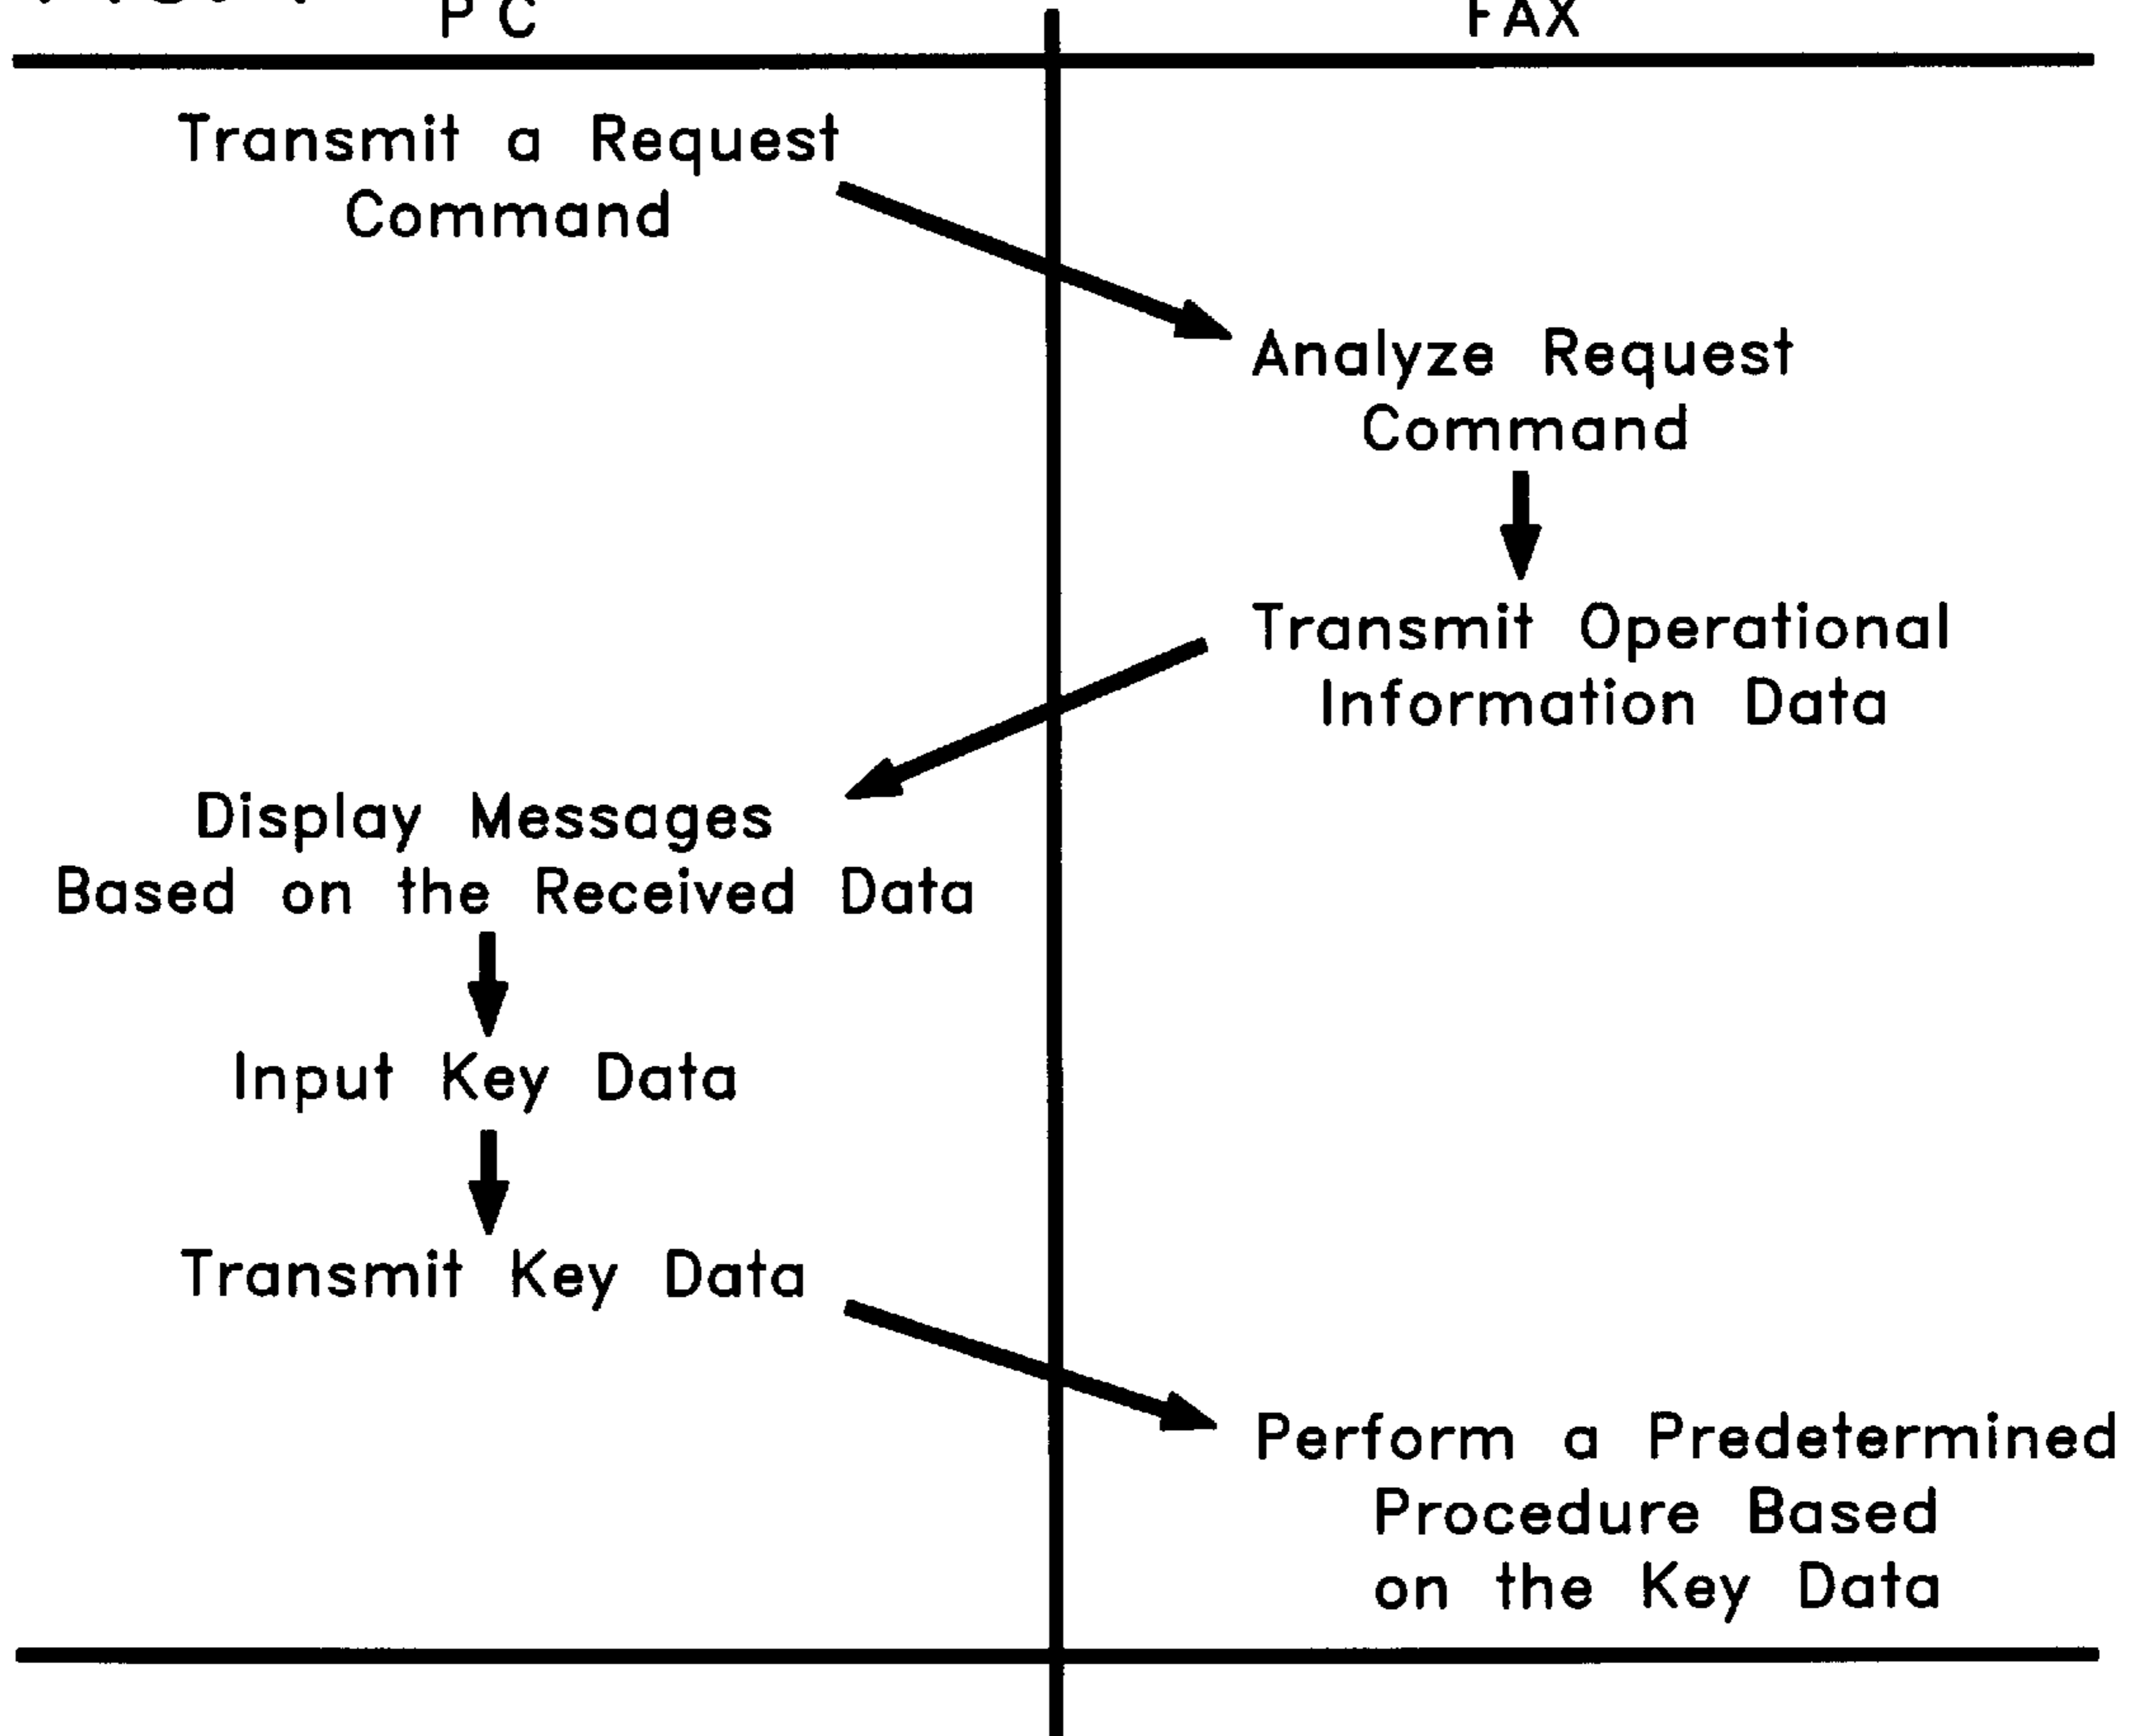 PC
FAX
Transmit a Request
Command
Analyze Request
Command
Transmit Operational
Information Data
Display Messages
Based on the Received Data
Input Key Data
Transmit Key Data
Perform a Predetermined
Procedure Based
on the Key Data